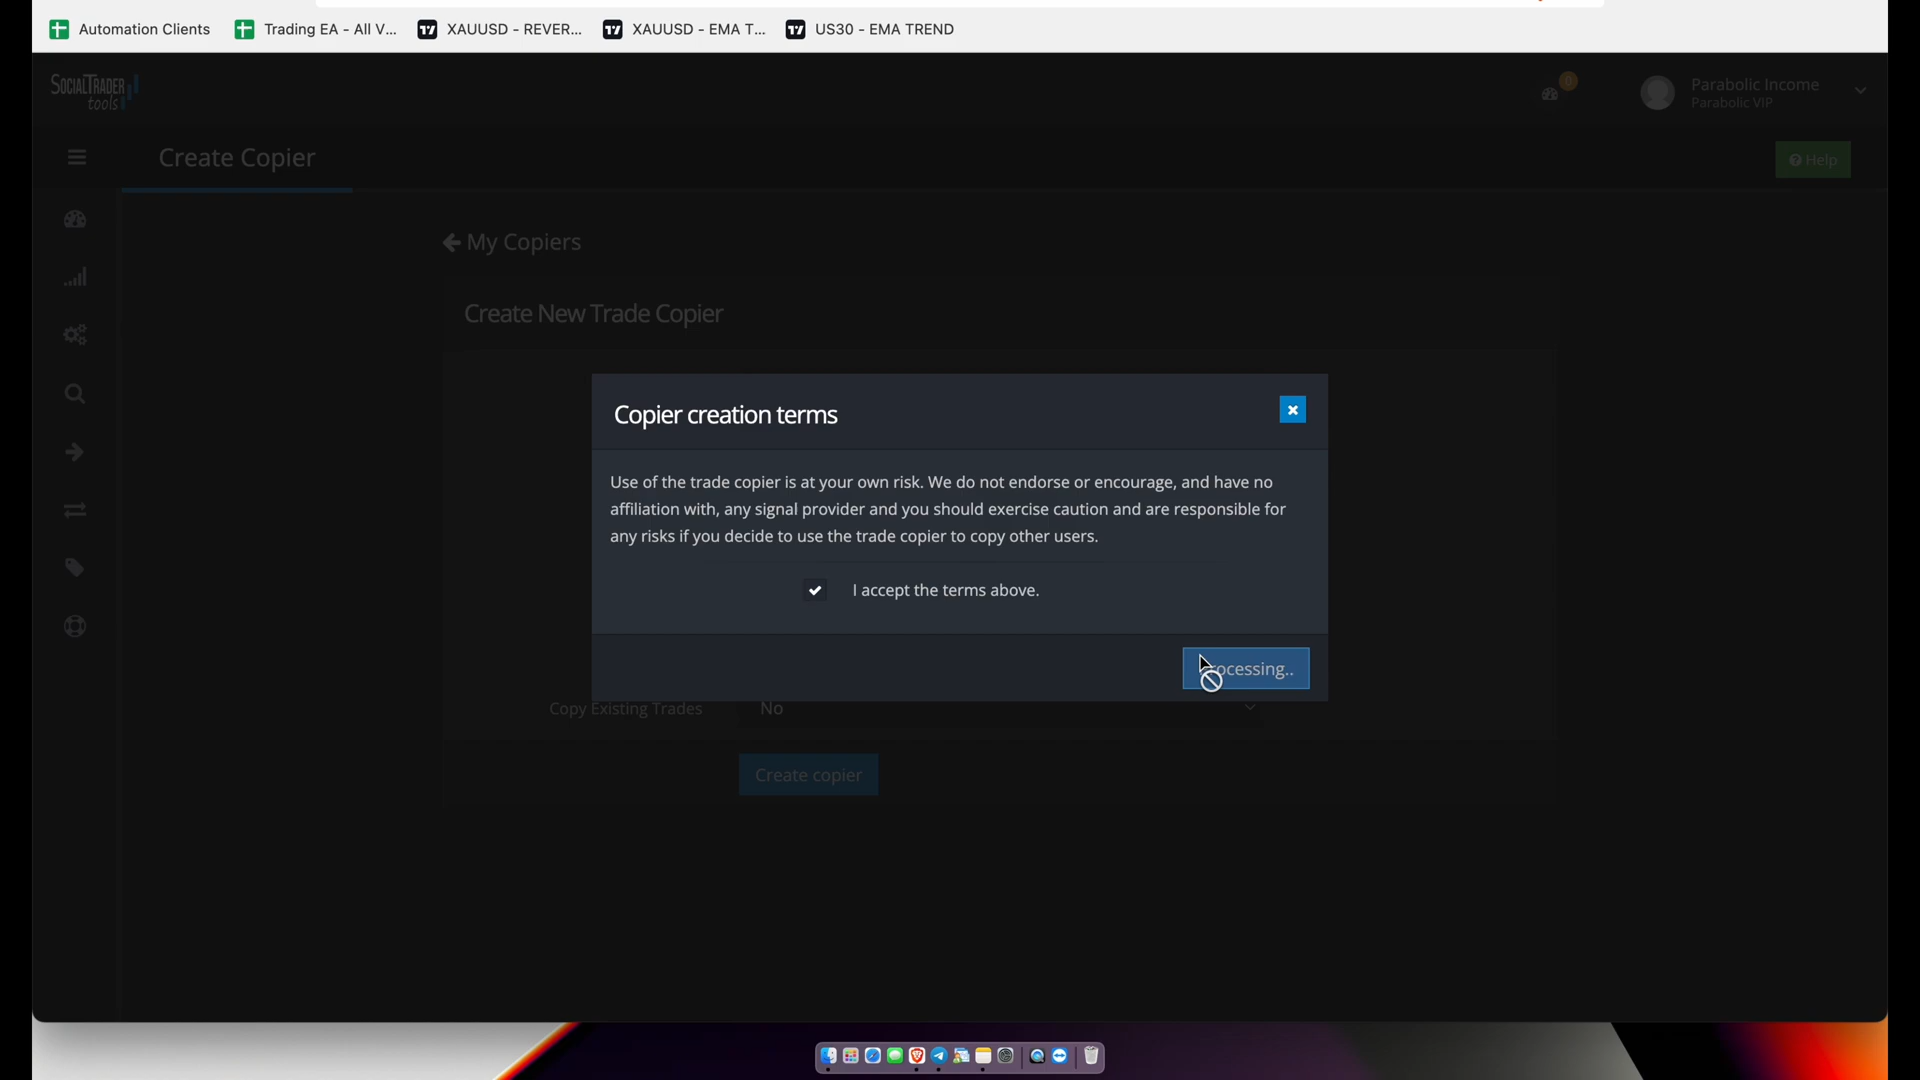 Automation Clients
Trading EA - All V...
XAUUSD - REVER...
XAUUSD - EMA T...
US30 - EMA TREND
SOCIALTRADER
tools
0
Parabolic Income
Parabolic VIP
Create Copier
Help
My Copiers
Create New Trade Copier
Copier creation terms
Use of the trade copier is at your own risk. We do not endorse or encourage, and have no
affiliation with, any signal provider and you should exercise caution and are responsible for
any risks if you decide to use the trade copier to copy other users.
I accept the terms above.
Processing..
Copy Existing Trades
No
Create copier